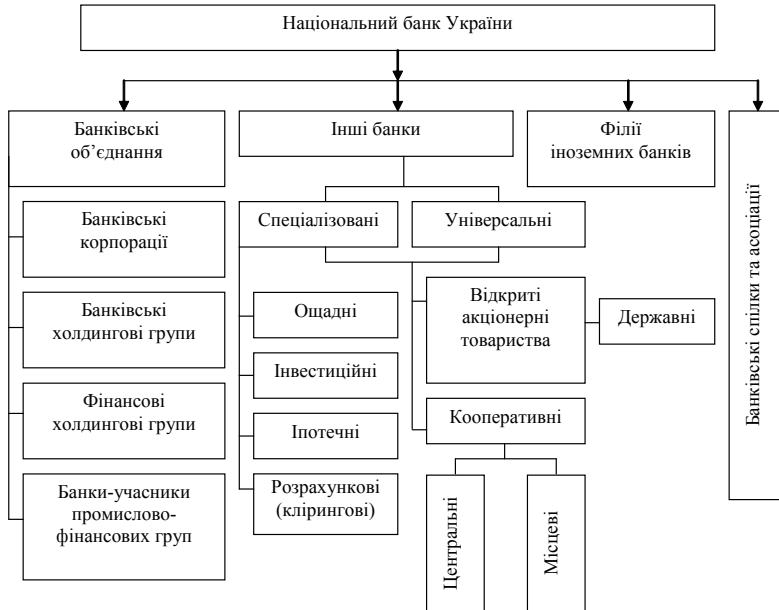 Національний банк України
Банківські
об’єднання
Інші банки
Філії
іноземних банків
Банківські спілки та асоціації
Банківські
корпорації
Банківські
холдингові групи
Фінансові
холдингові групи
Банки-учасники
промислово-
фінансових груп
Спеціалізовані
Універсальні
Ощадні
Інвестиційні
Іпотечні
Розрахункові
(клірингові)
Відкриті
акціонерні
товариства
Державні
Кооперативні
Центральні
Місцеві